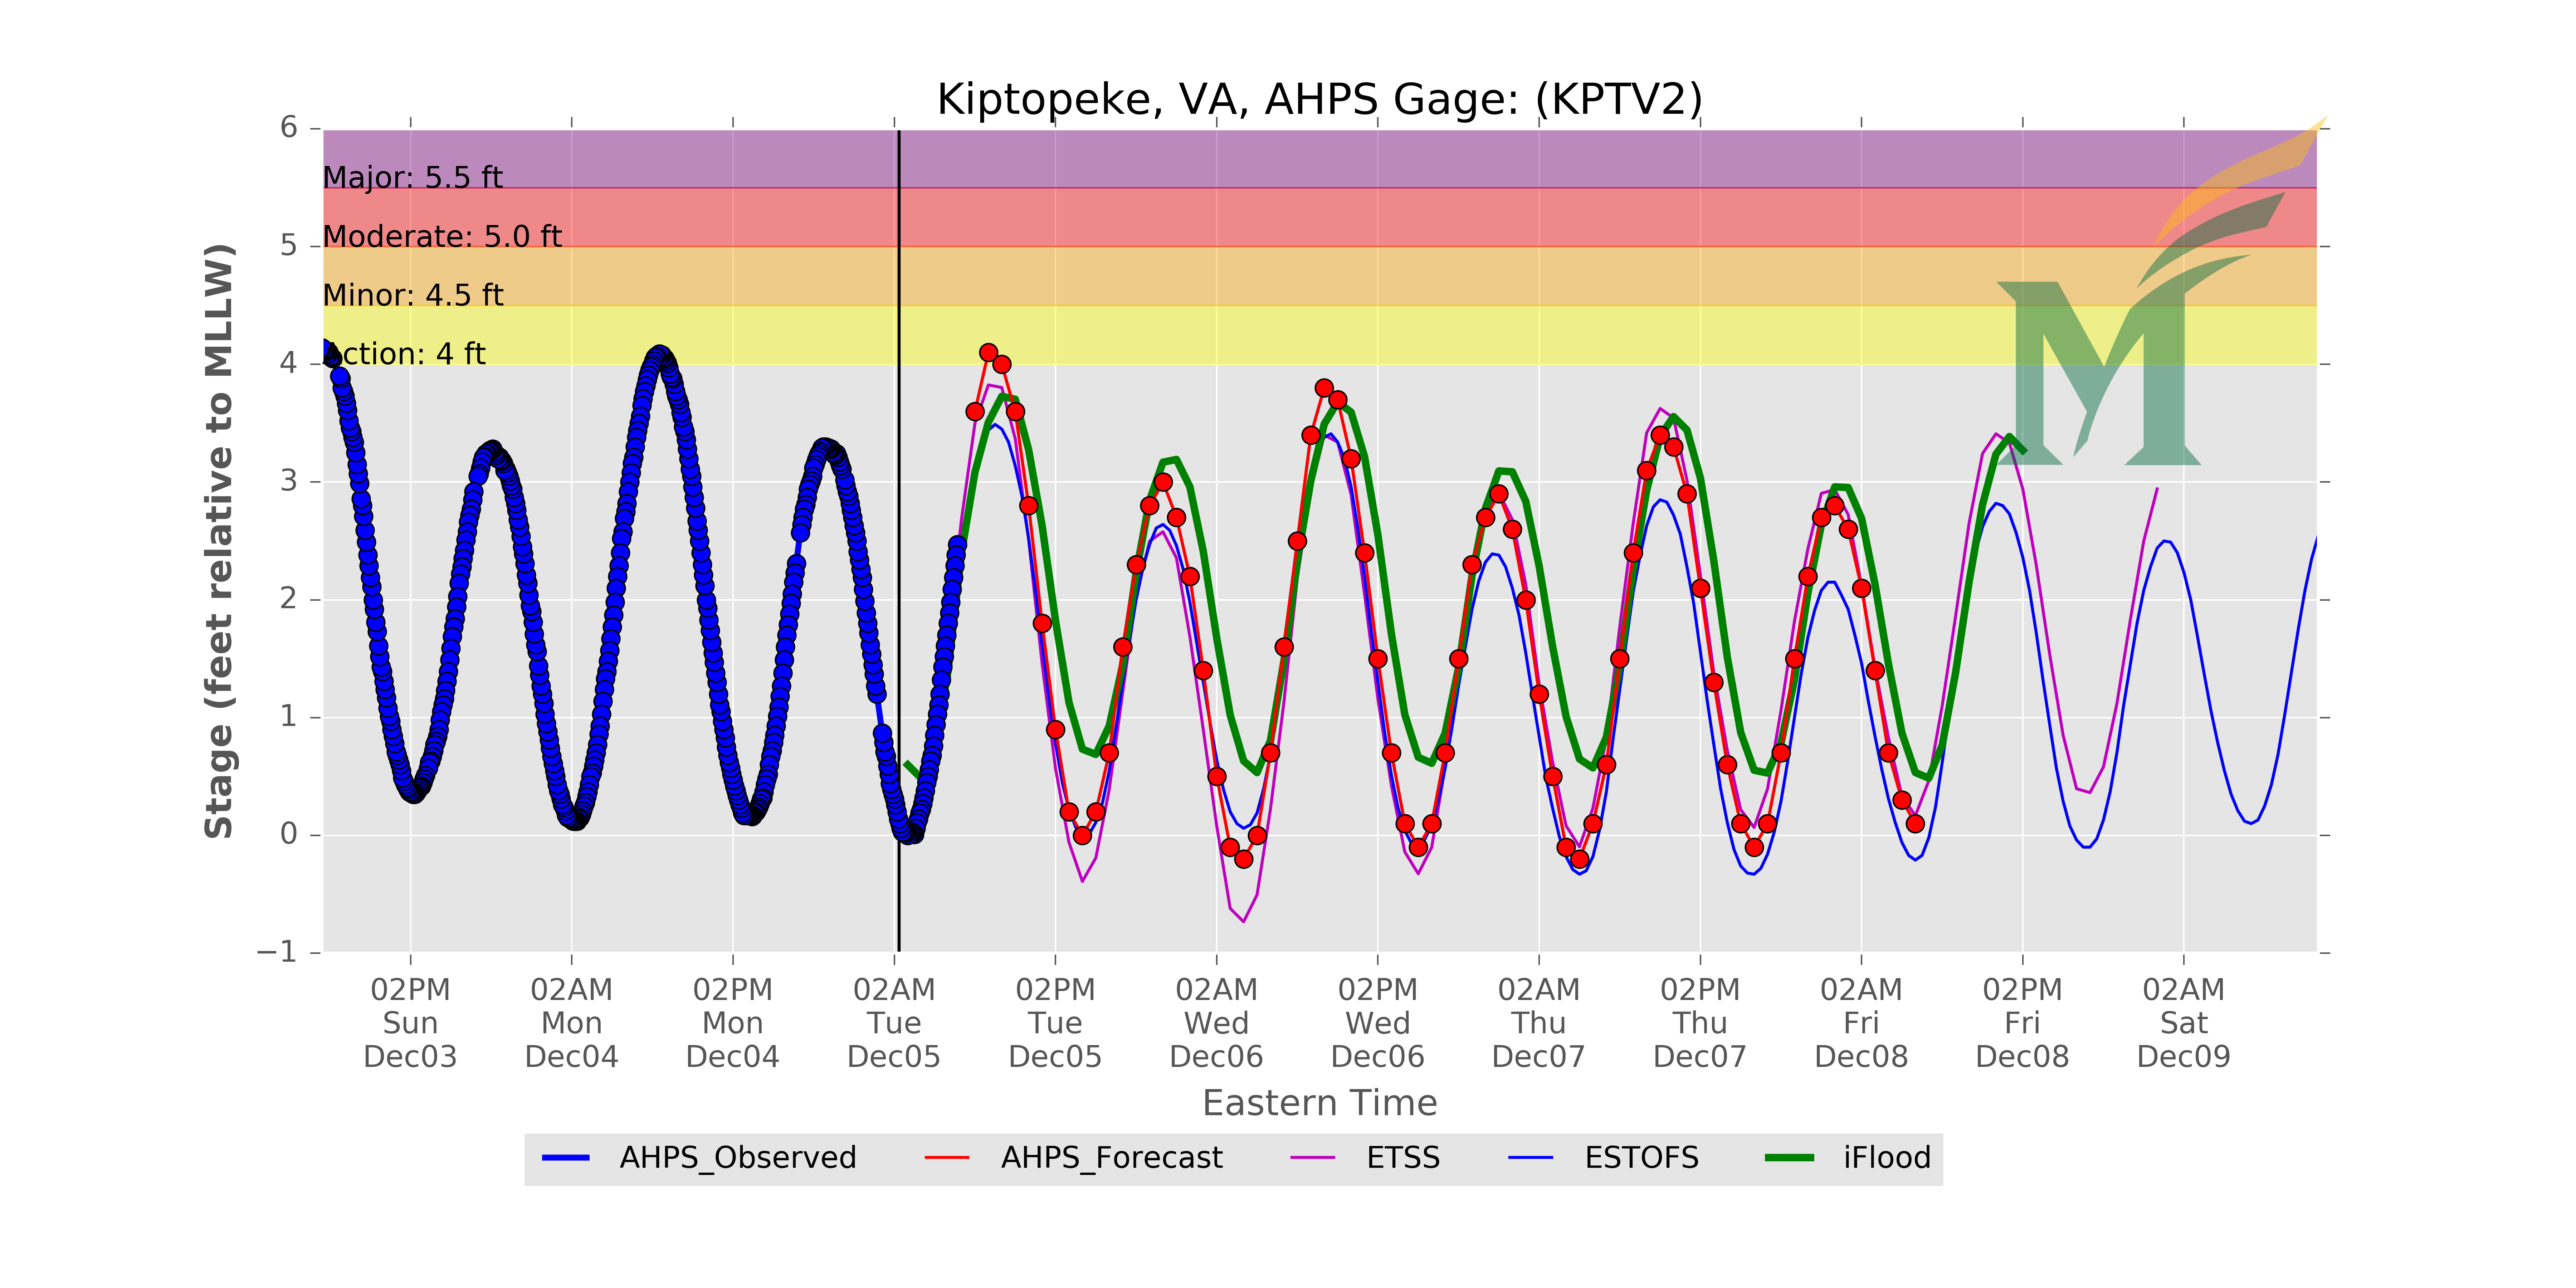 Kiptopeke, VA, AHPS Gage: (KPTV2)
6
5
4
3
2
1
0
−1
Stage (feet relative to MLLW)
Major: 5.5 ft
Moderate: 5.0 ft
Minor: 4.5 ft
Action: 4 ft
M
02PM 02AM 02PM 02AM 02PM 02AM 02PM 02AM 02PM 02AM 02PM 02AM
Sun Mon Mon Tue Tue Wed Wed Thu Thu Fri Fri Sat
Dec03 Dec04 Dec04 Dec05 Dec05 Dec06 Dec06 Dec07 Dec07 Dec08 Dec08 Dec09
Eastern Time
AHPS_Observed AHPS_Forecast ETSS ESTOFS iFlood